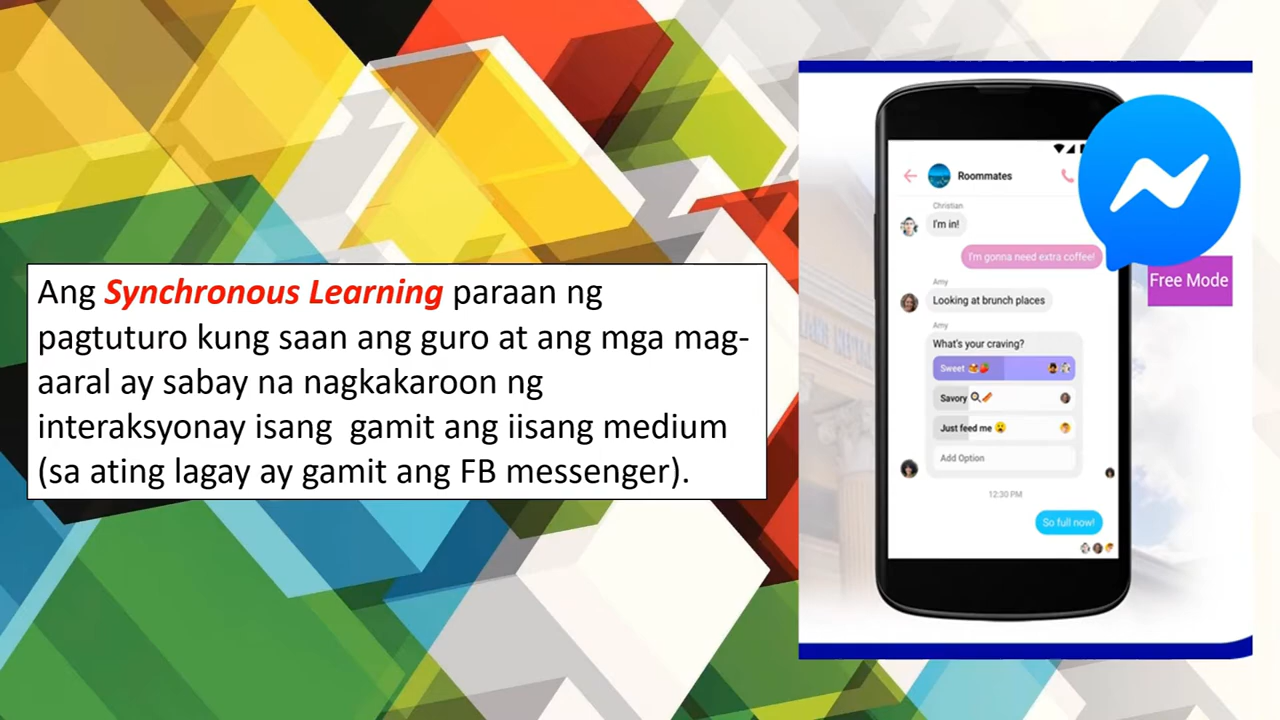 Ang Synchronous Learning paraan ng
pagtuturo kung saan ang guro at ang mga mag-
aaral ay sabay na nagkakaroon ng
interaksyonay isang  gamit ang iisang medium
(sa ating lagay ay gamit ang FB messenger).
Roommates
Christian
I'm in!
I'm gonna need extra coffee!
Free Mode
Amy
Looking at brunch places
Amy
What's your craving?
Sweet 🍮🍓
Savory 🍳🥓
Just feed me 😮
Add Option
12:30 PM
So full now!